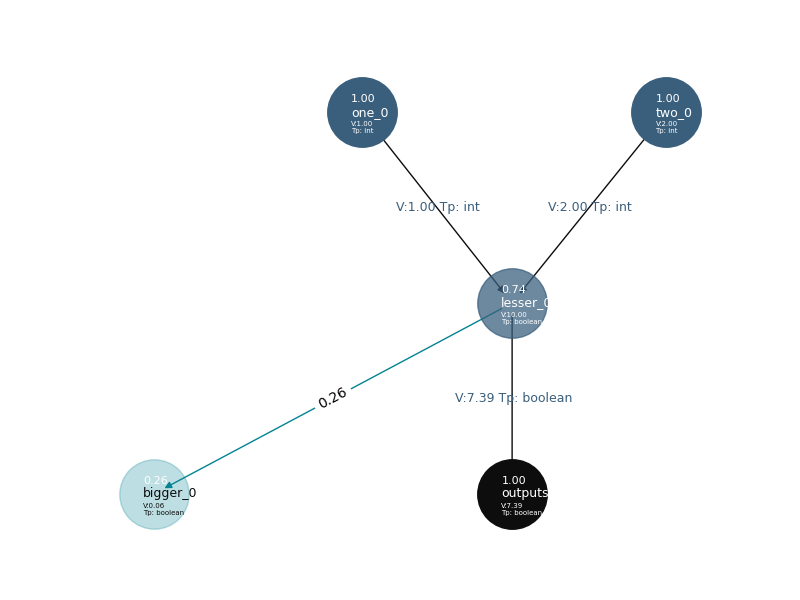 1.00
one_0
V:1.00
Tp: int
1.00
two_0
V:2.00
Tp: int
V:1.00 Tp: int
V:2.00 Tp: int
0.74
lesser_0
V:10.00
Tp: boolean
0.26
V:7.39 Tp: boolean
0.26
bigger_0
V:0.06
Tp: boolean
1.00
outputs
V:7.39
Tp: boolean